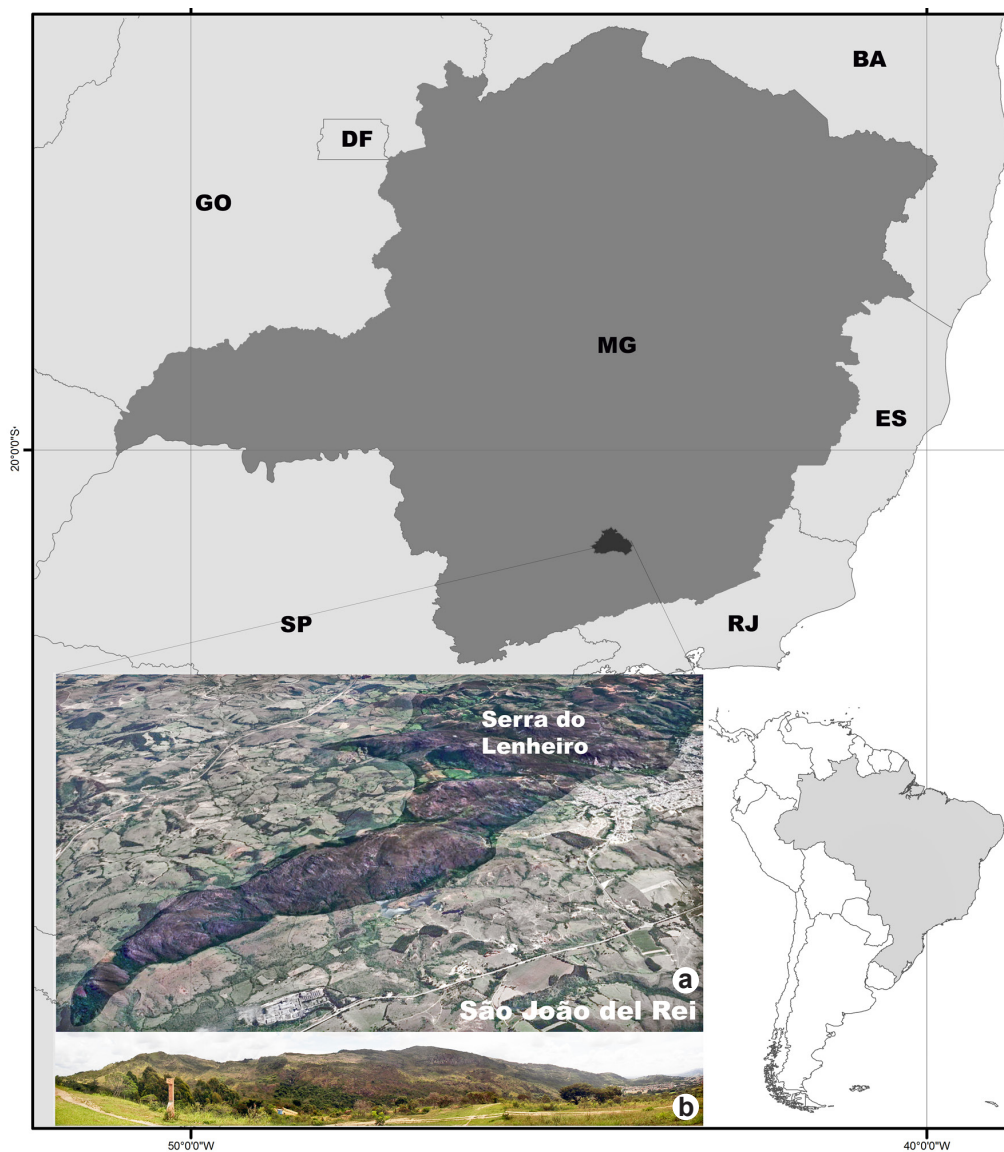 BA
DF
GO
MG
ES
20°0'0"S
SP
RJ
Serra do
Lenheiro
a
São João del Rei
b
50°0'0"W
40°0'0"W